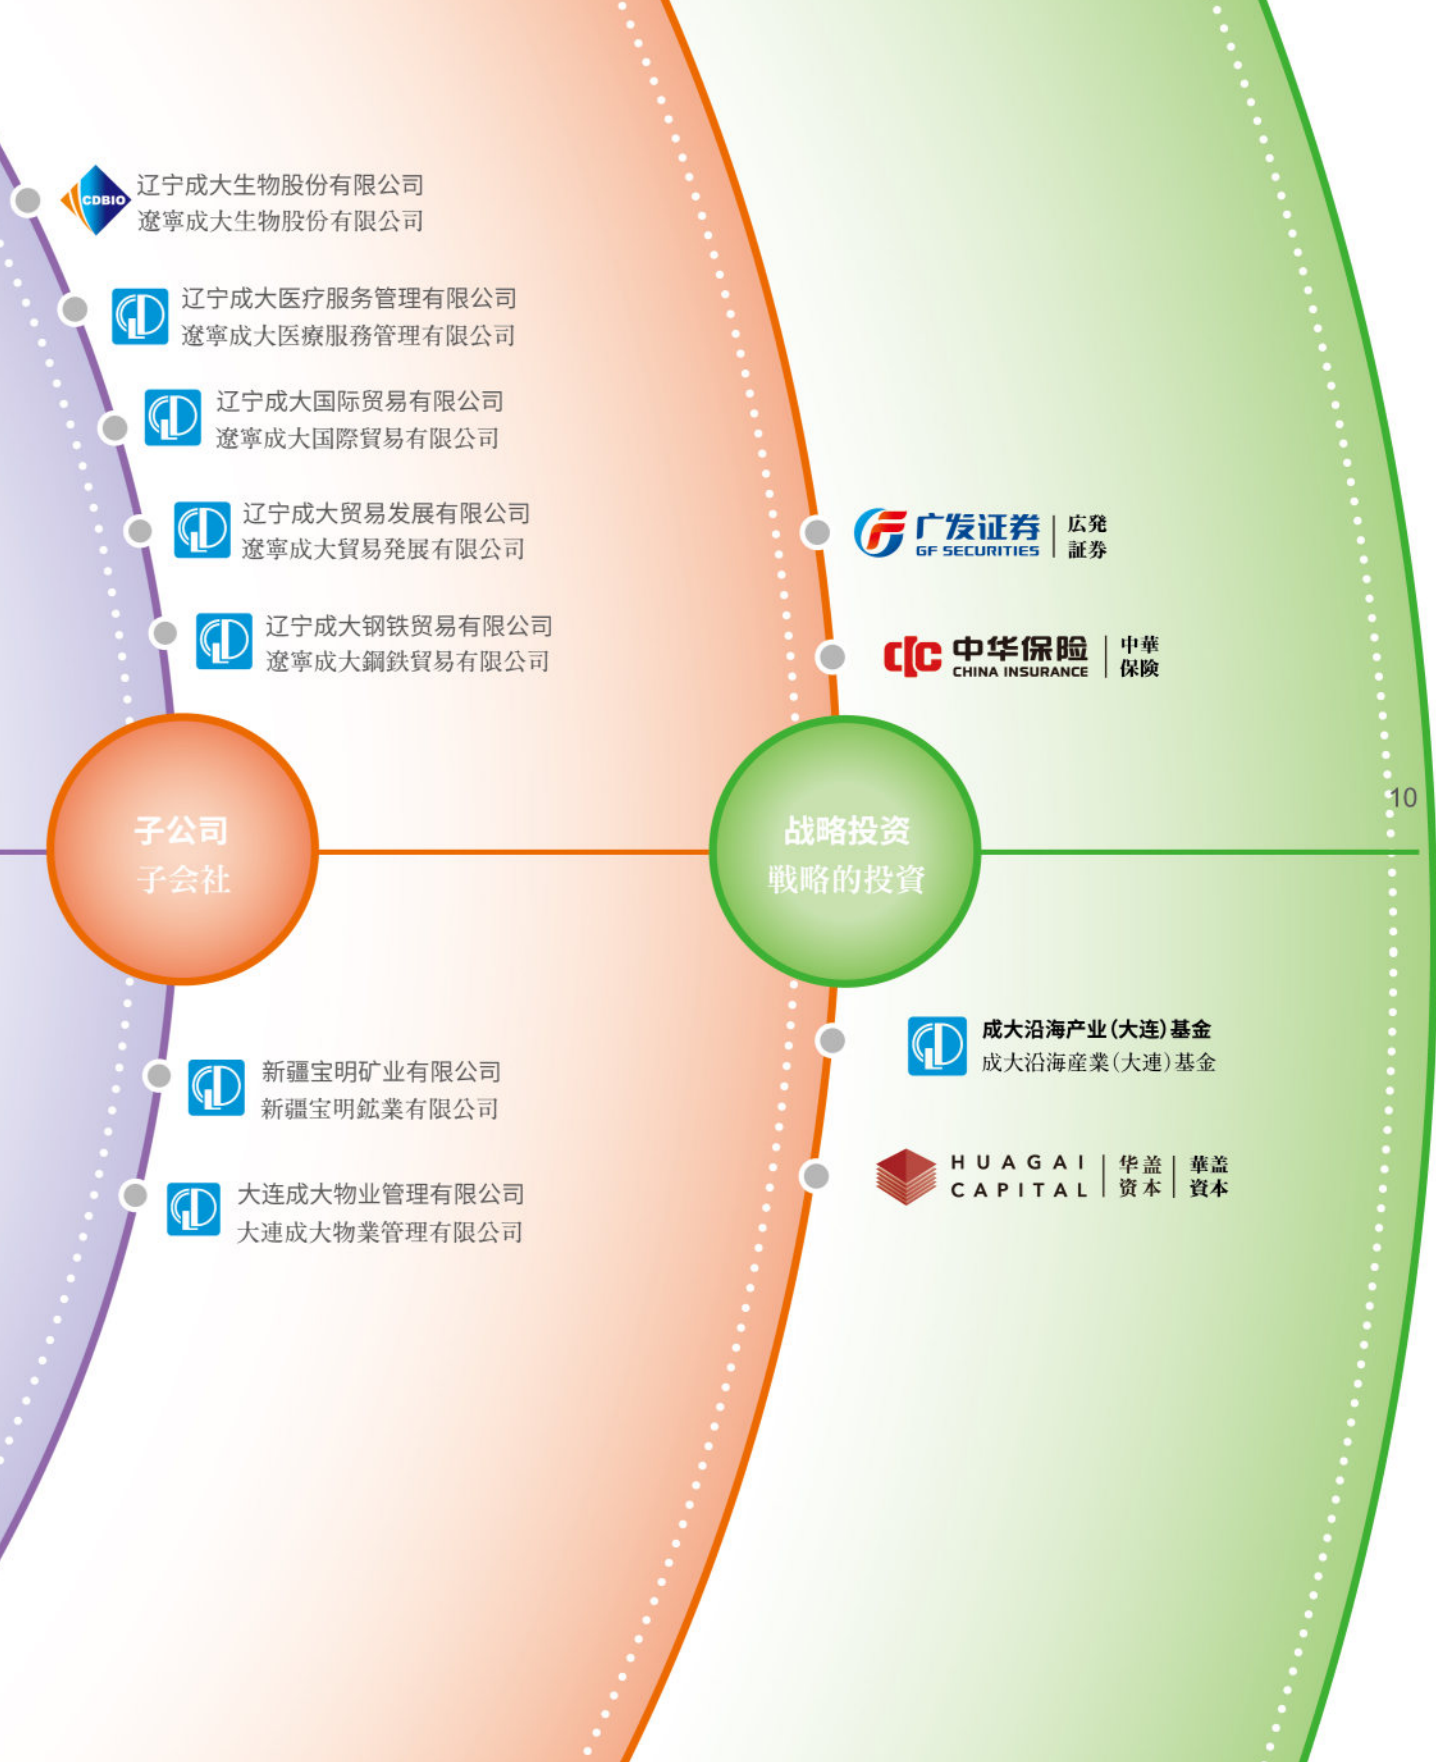 CDBIO
辽宁成大生物股份有限公司
遼寧成大生物股份有限公司
辽宁成大医疗服务管理有限公司
遼寧成大医療服務管理有限公司
辽宁成大国际贸易有限公司
遼寧成大国際貿易有限公司
辽宁成大贸易发展有限公司
遼寧成大貿易発展有限公司
辽宁成大钢铁贸易有限公司
遼寧成大鋼鉄貿易有限公司
子公司
子会社
新疆宝明矿业有限公司
新疆宝明鉱業有限公司
大连成大物业管理有限公司
大連成大物業管理有限公司
广发证券
GF SECURITIES
広発
証券
中华保险
CHINA INSURANCE
中華
保険
战略投资
戦略的投資
10
成大沿海产业(大连)基金
成大沿海産業(大連)基金
HUAGAI
CAPITAL
华盖
资本
華盖
資本